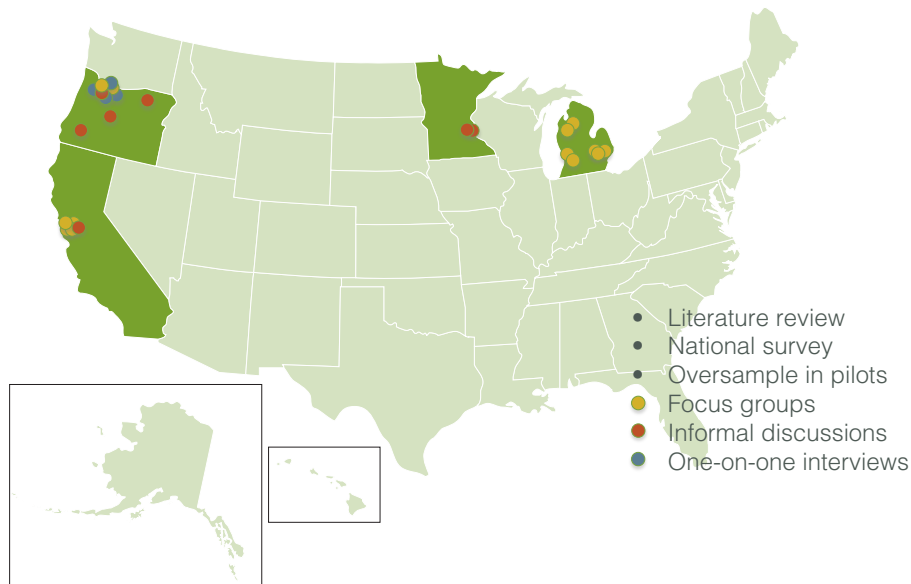 Literature review
National survey
Oversample in pilots
Focus groups
Informal discussions
One-on-one interviews